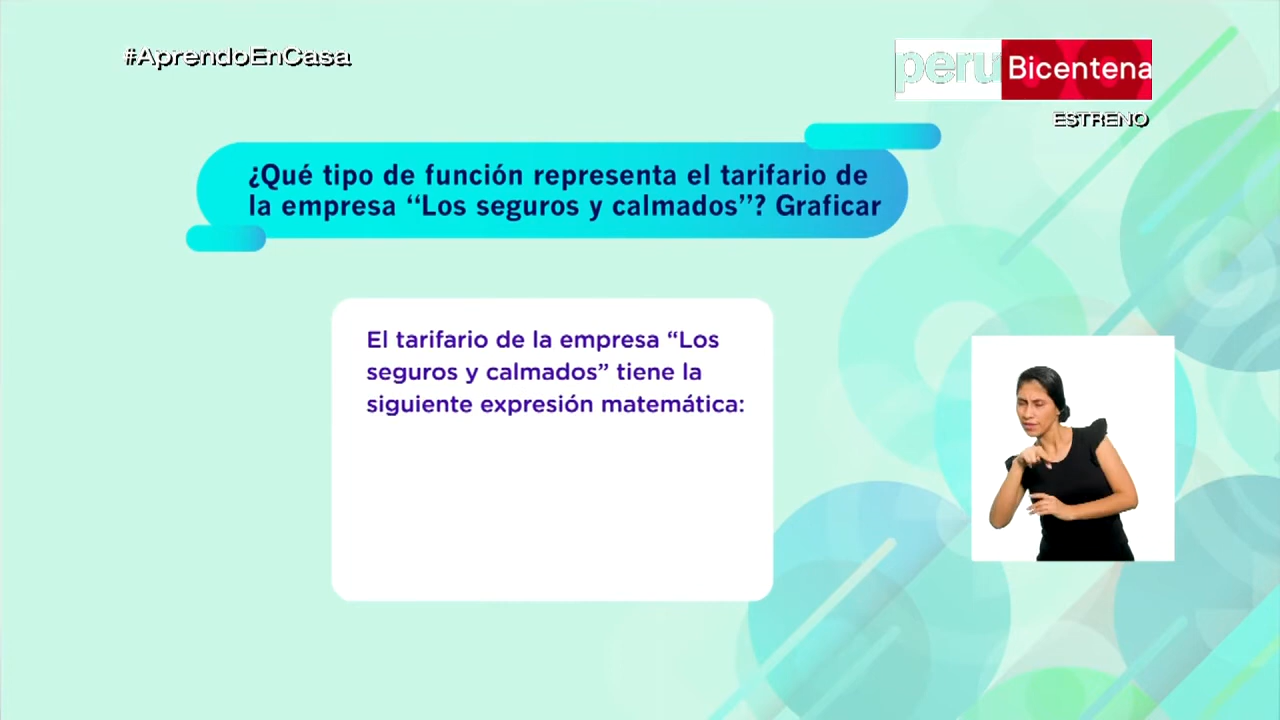 #AprendoEnCasa
perú Bicentena
ESTRENO
¿Qué tipo de función representa el tarifario de
la empresa “Los seguros y calmados”? Graficar
El tarifario de la empresa “Los
seguros y calmados” tiene la
siguiente expresión matemática: